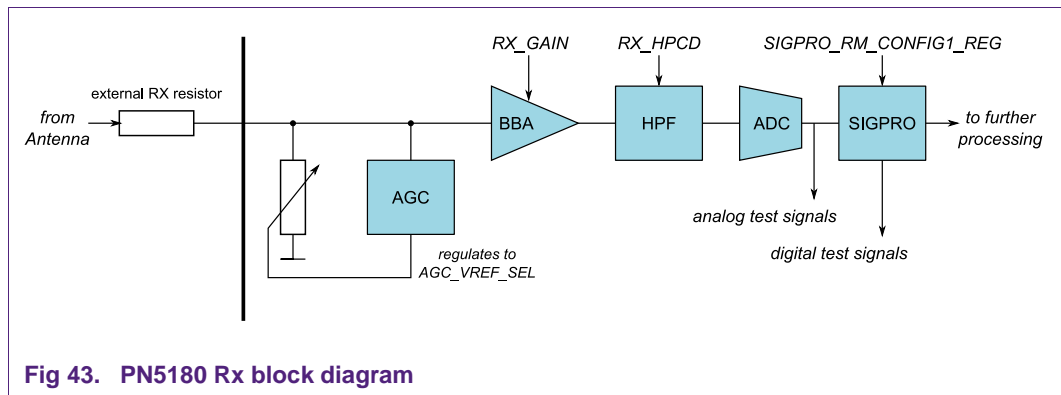 RX_GAIN
RX_HPCD
SIGPRO_RM_CONFIG1_REG
external RX resistor
from
Antenna
BBA
HPF
ADC
SIGPRO
to further
processing
AGC
analog test signals
regulates to
AGC_VREF_SEL
digital test signals
Fig 43. PN5180 Rx block diagram